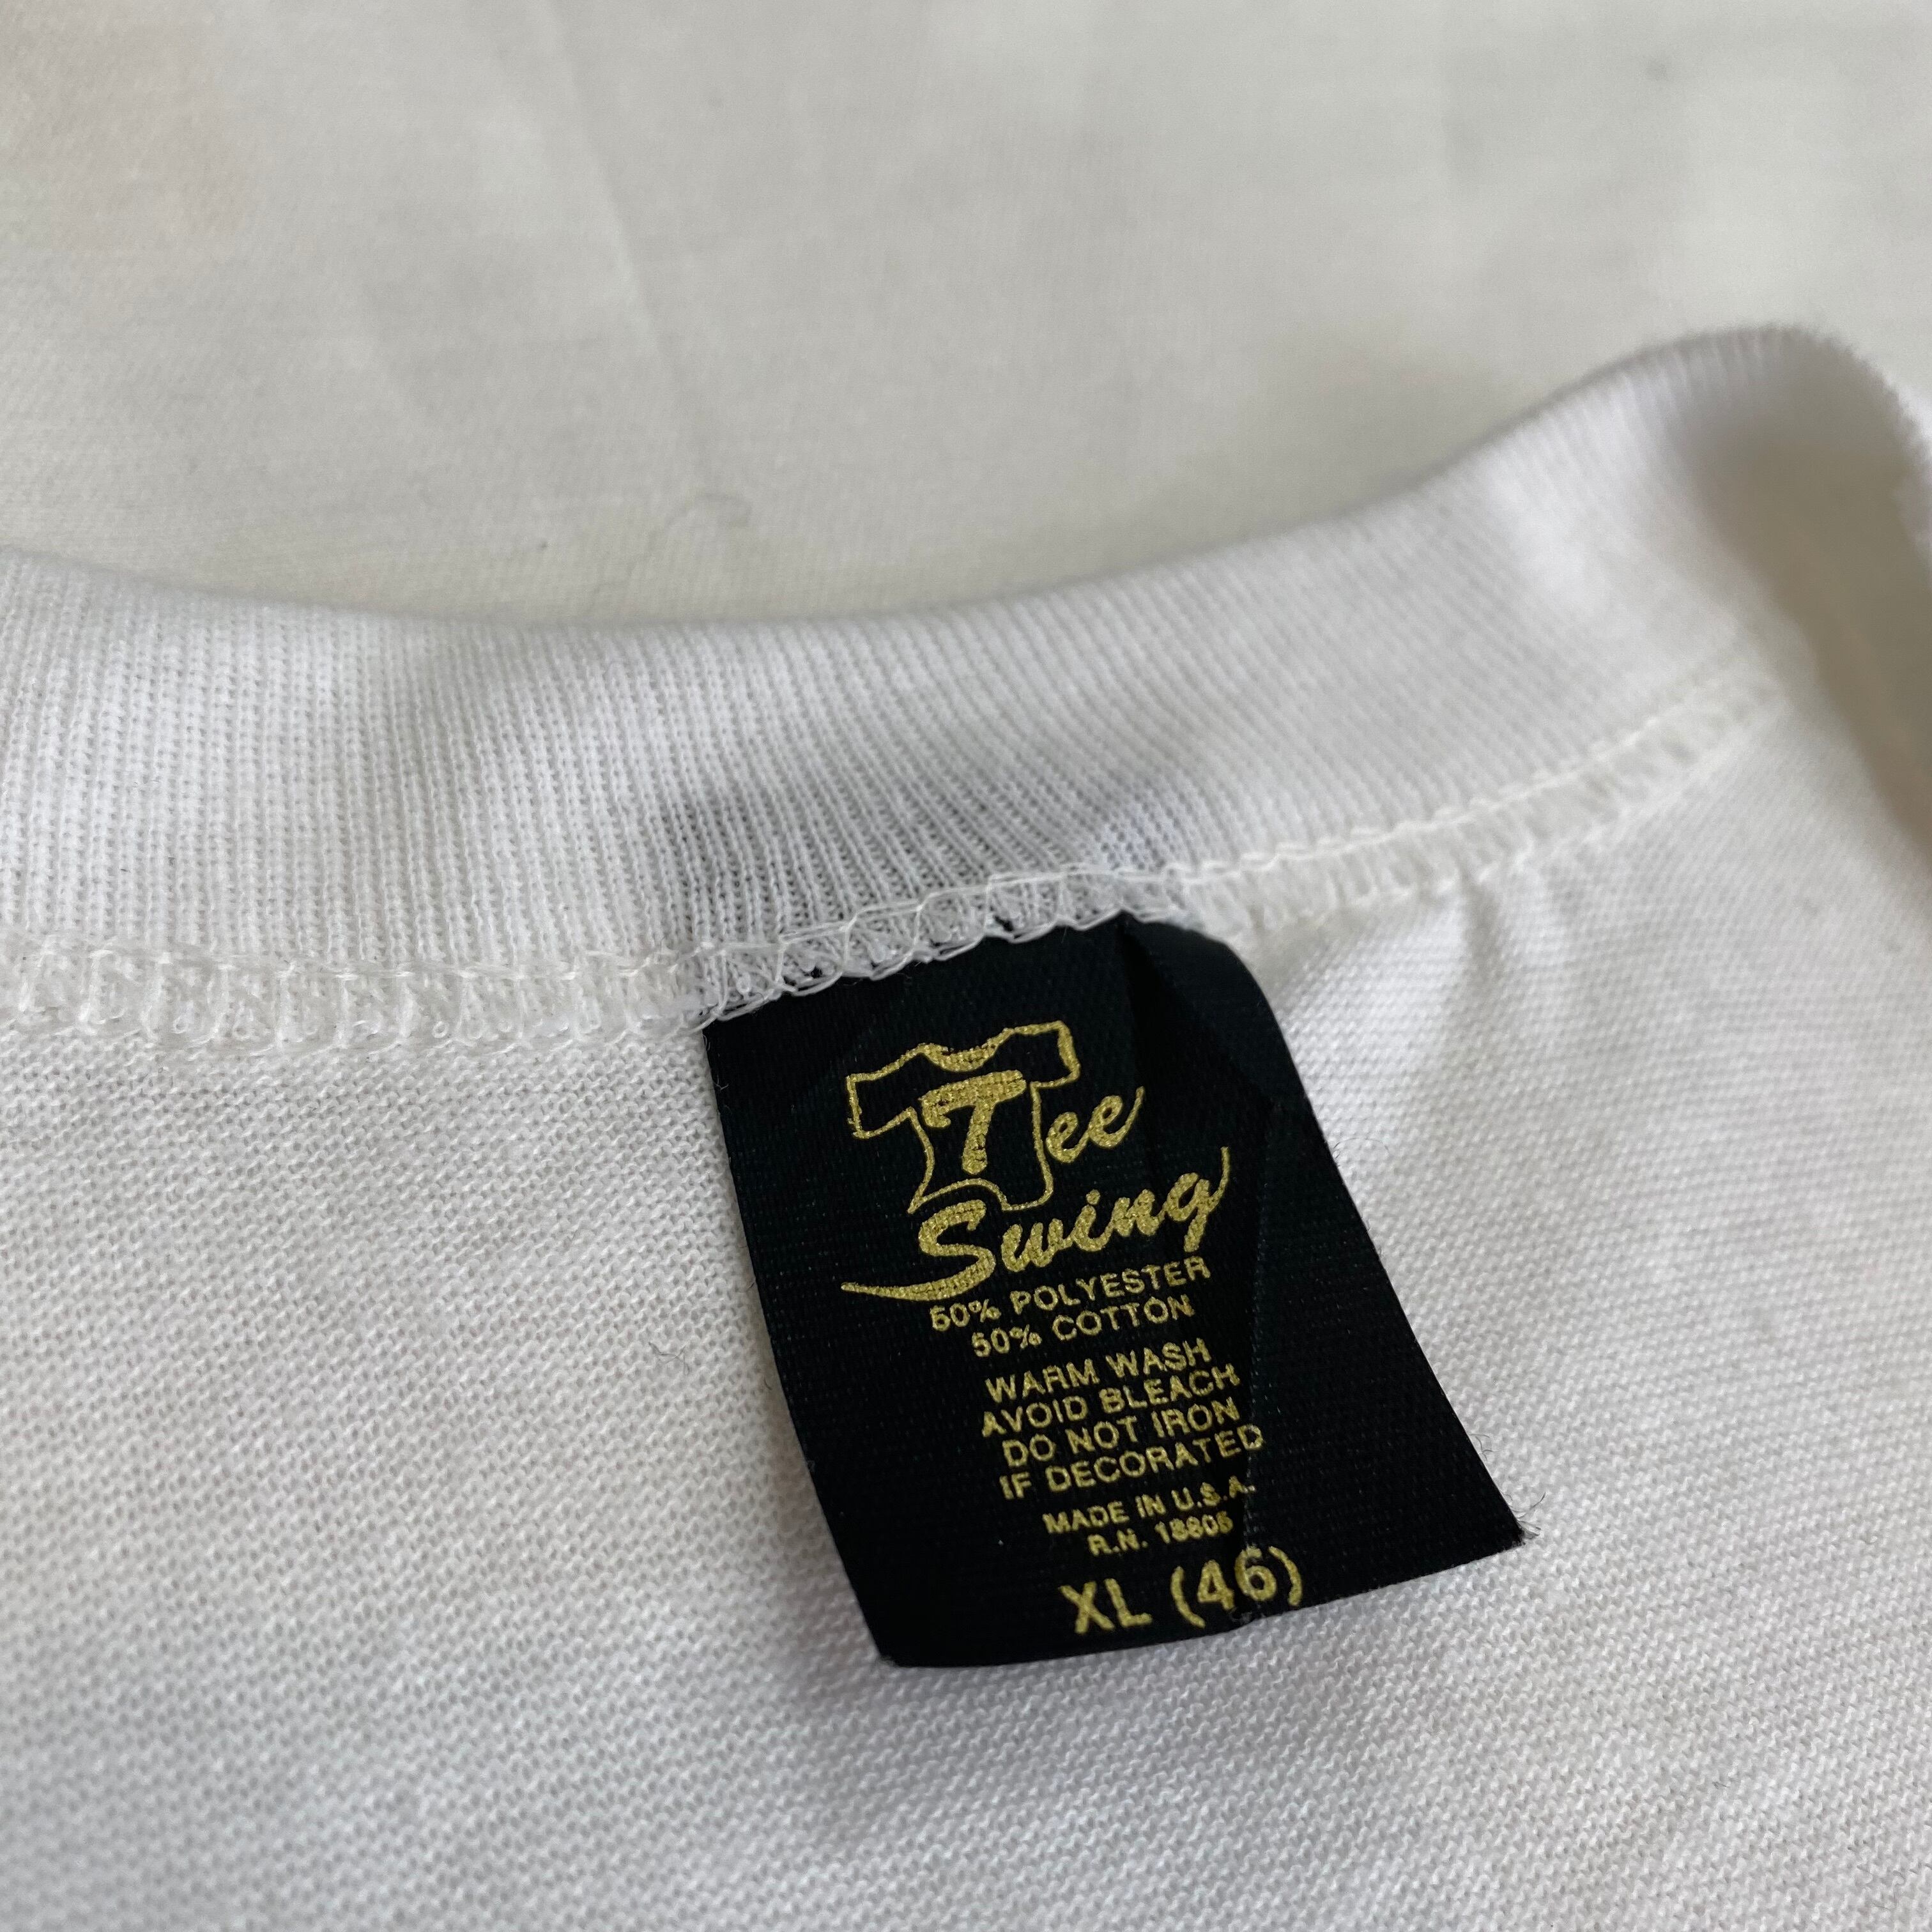 Tee
Swing
50% POLYESTER
50% COTTON
WARM WASH
AVOID BLEACH
DO NOT IRON
IF DECORATED
MADE IN U.S.A.
R.N. 13805
XL (46)